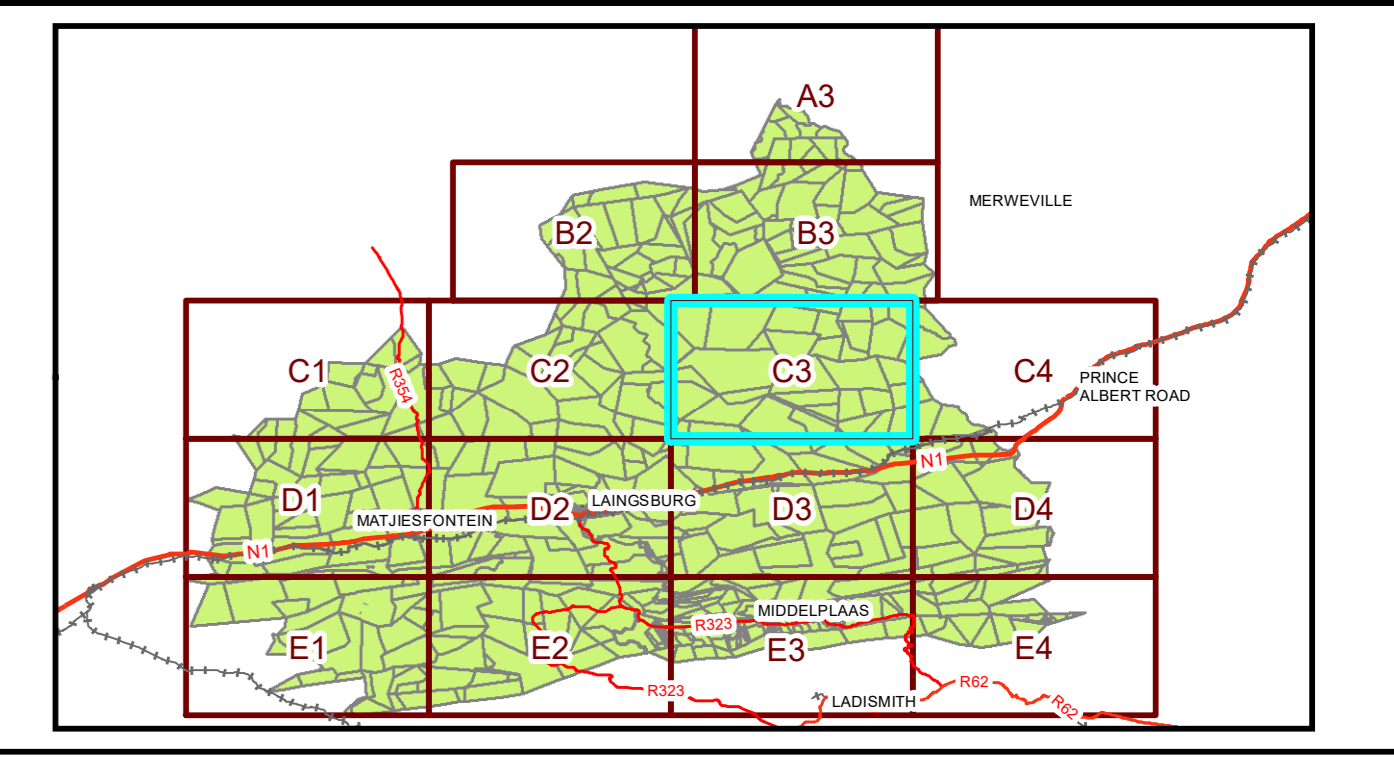 A3
MERWEVILLE
B2
B3
C1
R354
C2
C3
C4
PRINCE
ALBERT ROAD
N1
D1
MATJIESFONTEIN
D2
LAINGSBURG
D3
D4
N1
MIDDELPLAAS
R323
E1
E2
E3
E4
R323
LADISMITH
R62
R62